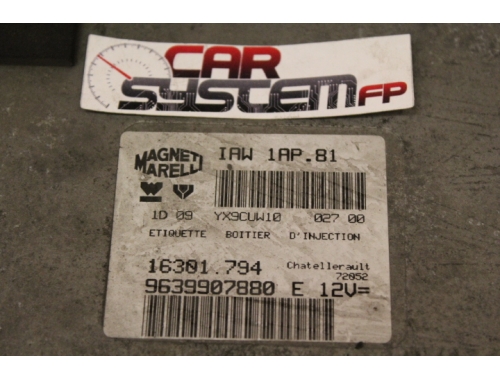 CAR
SYSTEM FP
MAGNETI
MARELLI
IAW 1AP.81
1D 09 YX9CUW10 027 00
ETIQUETTE BOITIER D'INJECTION
16301.794 Chatellerault
72052
9639907880 E 12V=